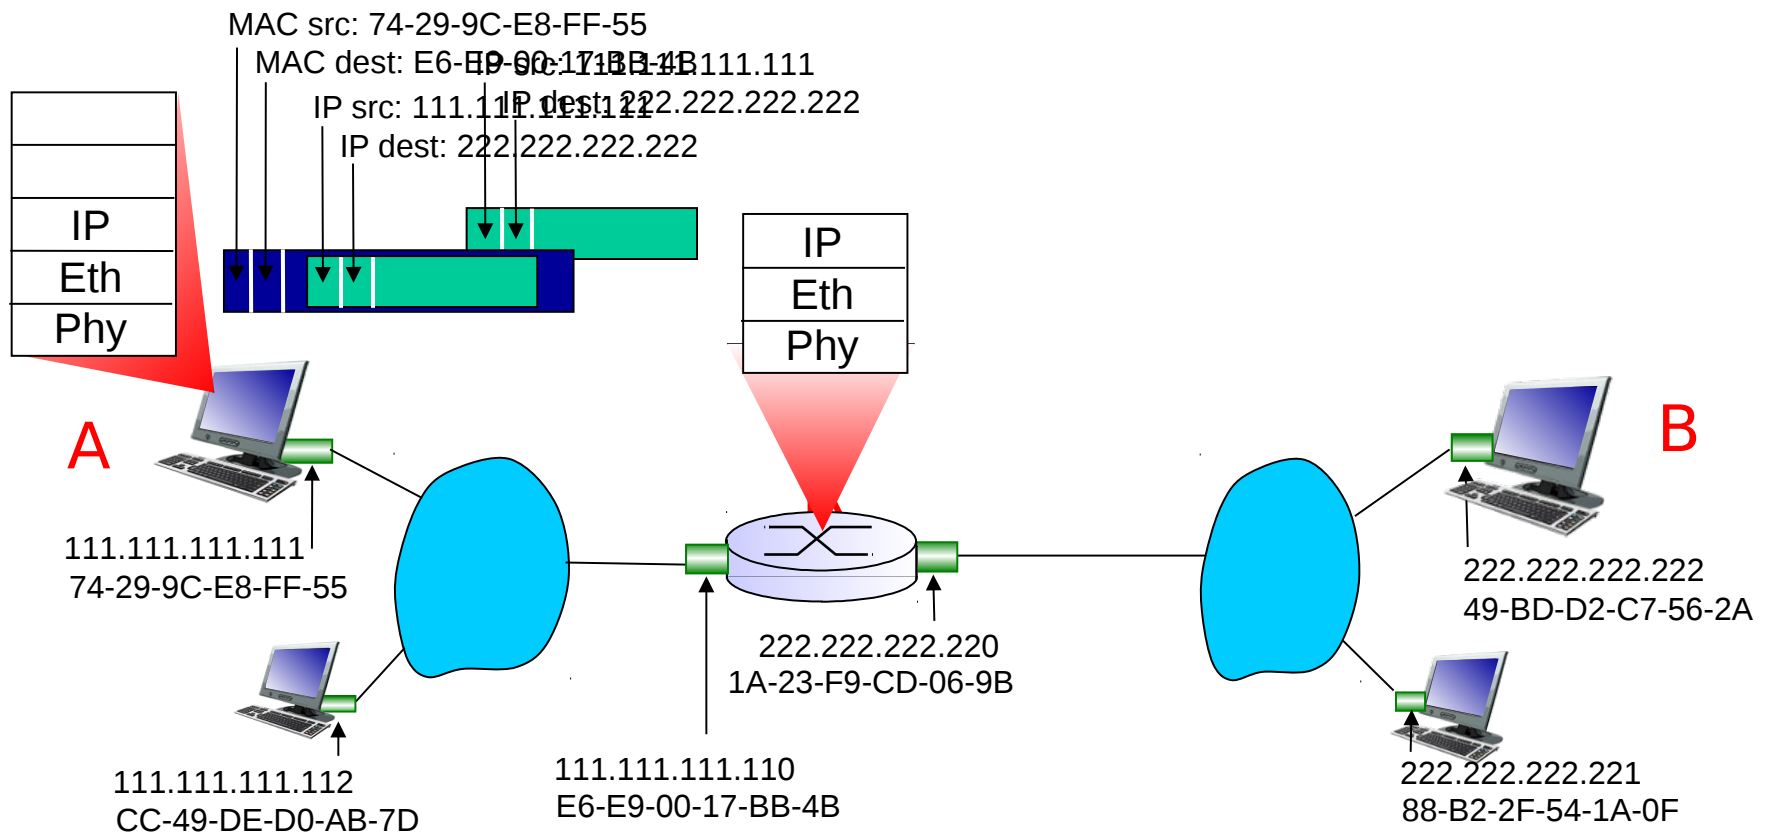 MAC src: 74-29-9C-E8-FF-55
MAC dest: E6-E9-00-17-BB-4B
IP src: 111.111.111.111
IP dest: 222.222.222.222
IP src: 111.111.111.111
IP dest: 222.222.222.222
IP
Eth
Phy
IP
Eth
Phy
A
B
111.111.111.111
74-29-9C-E8-FF-55
222.222.222.222
49-BD-D2-C7-56-2A
222.222.222.220
1A-23-F9-CD-06-9B
111.111.111.112
CC-49-DE-D0-AB-7D
111.111.111.110
E6-E9-00-17-BB-4B
222.222.222.221
88-B2-2F-54-1A-0F